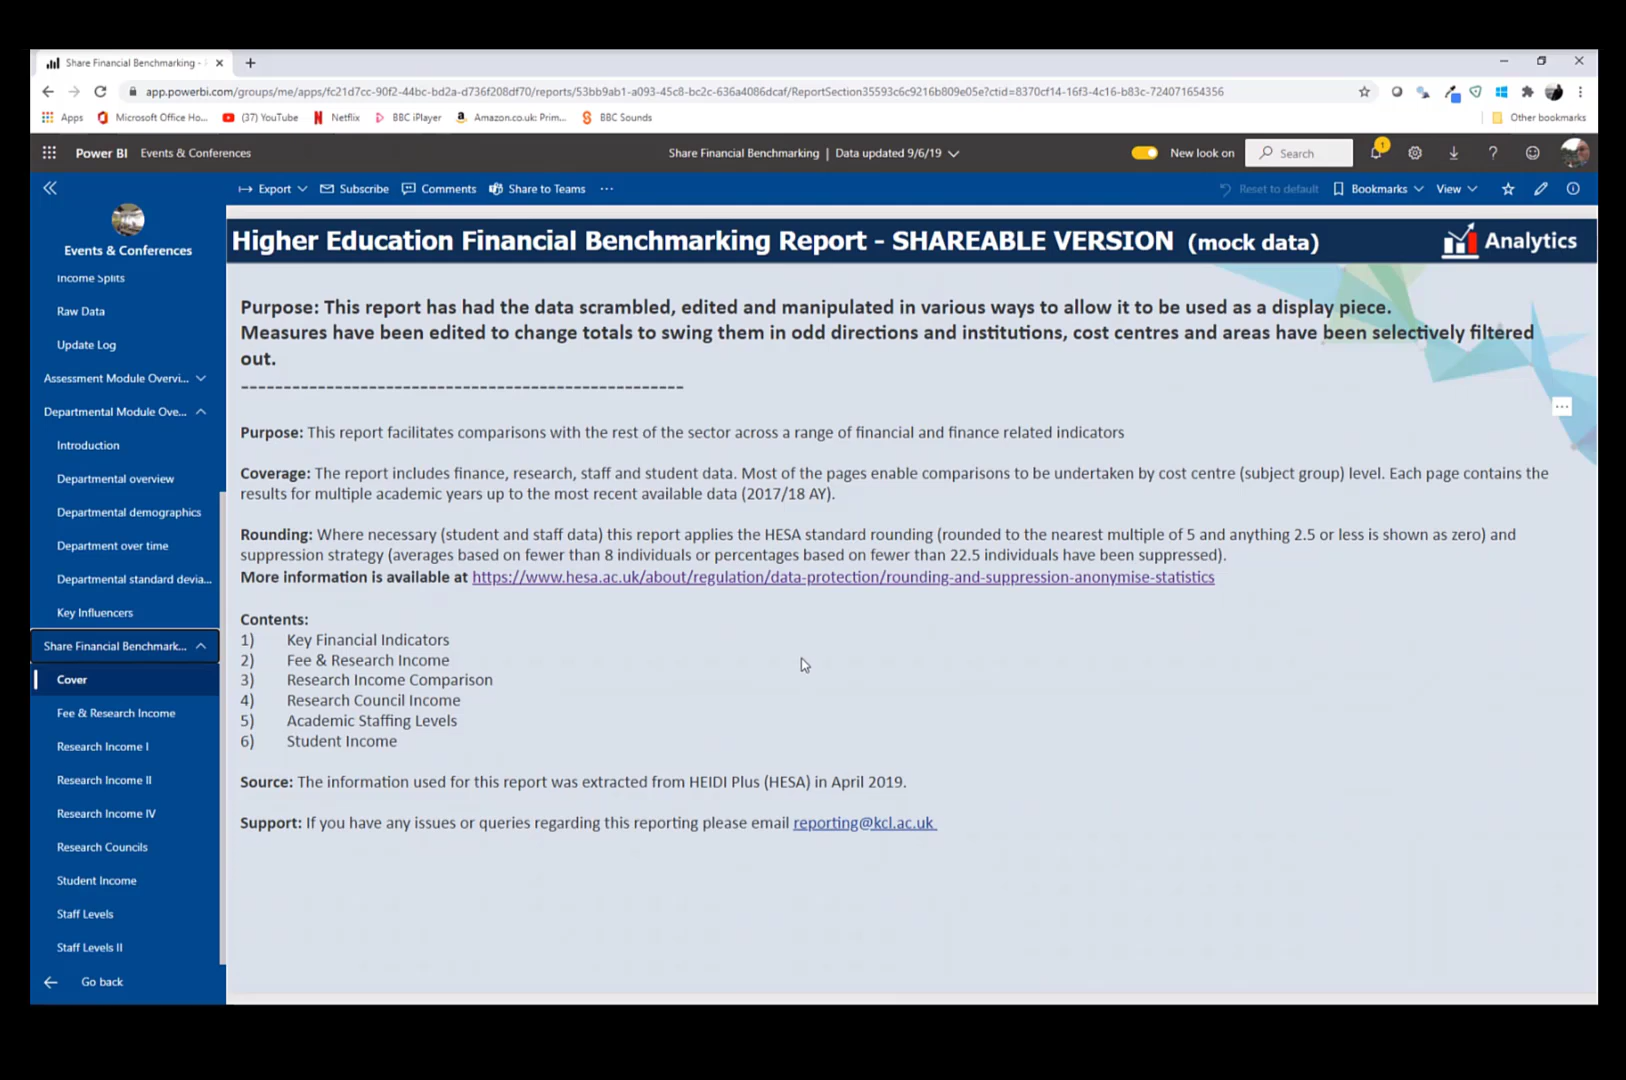 Share Financial Benchmarking -
app.powerbi.com/groups/me/apps/fc21d7cc-90f2-44bc-bd2a-d736f208df70/reports/53bb9ab1-a093-45c8-bc2c-636a4086dcaf/ReportSection35593c6c9216b809e05e?ctid=8370cf14-16f3-4c16-b83c-724071654356
Apps Microsoft Office Ho... (37) YouTube Netflix BBC iPlayer Amazon.co.uk: Prim... BBC Sounds Other bookmarks
Power BI Events & Conferences Share Financial Benchmarking | Data updated 9/6/19 New look on Search 1
Export Subscribe Comments Share to Teams ... Reset to default Bookmarks View
Events & Conferences
Income Splits
Raw Data
Update Log
Assessment Module Overvi...
Departmental Module Ove...
Introduction
Departmental overview
Departmental demographics
Department over time
Departmental standard devia...
Key Influencers
Share Financial Benchmark...
Cover
Fee & Research Income
Research Income I
Research Income II
Research Income IV
Research Councils
Student Income
Staff Levels
Staff Levels II
Go back
Higher Education Financial Benchmarking Report - SHAREABLE VERSION (mock data)
Analytics
Purpose: This report has had the data scrambled, edited and manipulated in various ways to allow it to be used as a display piece.
Measures have been edited to change totals to swing them in odd directions and institutions, cost centres and areas have been selectively filtered
out.
----------------------------------------------------
Purpose: This report facilitates comparisons with the rest of the sector across a range of financial and finance related indicators
Coverage: The report includes finance, research, staff and student data. Most of the pages enable comparisons to be undertaken by cost centre (subject group) level. Each page contains the
results for multiple academic years up to the most recent available data (2017/18 AY).
Rounding: Where necessary (student and staff data) this report applies the HESA standard rounding (rounded to the nearest multiple of 5 and anything 2.5 or less is shown as zero) and
suppression strategy (averages based on fewer than 8 individuals or percentages based on fewer than 22.5 individuals have been suppressed).
More information is available at https://www.hesa.ac.uk/about/regulation/data-protection/rounding-and-suppression-anonymise-statistics
Contents:
1) Key Financial Indicators
2) Fee & Research Income
3) Research Income Comparison
4) Research Council Income
5) Academic Staffing Levels
6) Student Income
Source: The information used for this report was extracted from HEIDI Plus (HESA) in April 2019.
Support: If you have any issues or queries regarding this reporting please email reporting@kcl.ac.uk